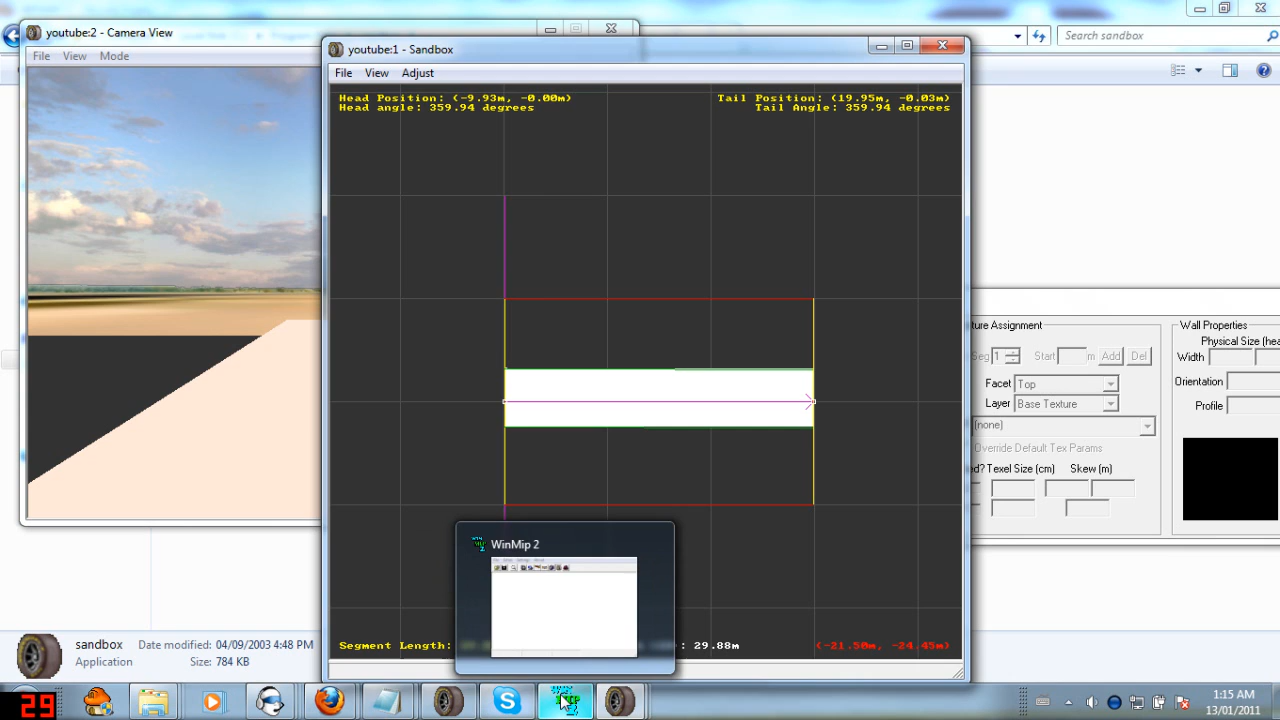 youtube:2 - Camera View
File View Mode
youtube:1 - Sandbox
File View Adjust
Head Position: (-9.93m, -0.00m)
Head angle: 359.94 degrees
Tail Position: (19.95m, -0.03m)
Tail Angle: 359.94 degrees
Search sandbox
ture Assignment
Seg 1 Start m Add Del
Facet Top
Layer Base Texture
(none)
Override Default Tex Params
ed? Texel Size (cm) Skew (m)
Wall Properties
Physical Size (hea
Width
Orientation
Profile
WinMip 2
Segment Length:
: 29.88m
(-21.50m, -24.45m)
sandbox Date modified: 04/09/2003 4:48 PM
Application Size: 784 KB
29
1:15 AM
13/01/2011